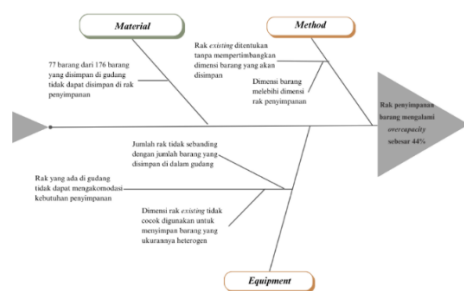 Material
Method
77 barang dari 176 barang
yang disimpan di gudang
tidak dapat disimpan di rak
penyimpanan
Rak existing ditentukan
tanpa mempertimbangkan
dimensi barang yang akan
disimpan
Dimensi barang
melebihi dimensi
rak penyimpanan
Rak penyimpanan
barang mengalami
overcapacity
sebesar 44%
Jumlah rak tidak sebanding
dengan jumlah barang yang
disimpan di dalam gudang
Rak yang ada di gudang
tidak dapat mengakomodasi
kebutuhan penyimpanan
Dimensi rak existing tidak
cocok digunakan untuk
menyimpan barang yang
ukurannya heterogen
Equipment